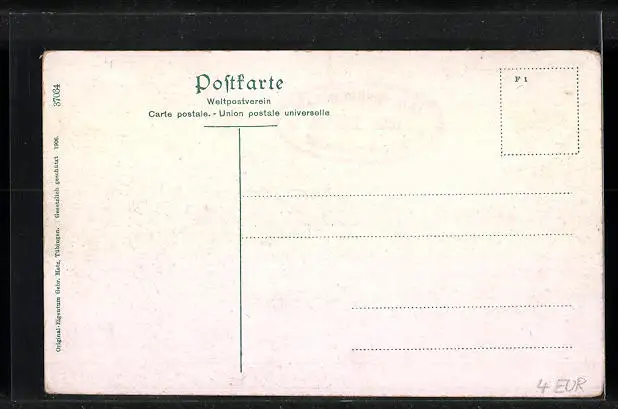 Postkarte
Weltpostverein
Carte postale. - Union postale universelle
F 1
37034
Original-Eigentum Gebr. Metz, Tübingen. Gesetzlich geschützt 1906.
4 EUR